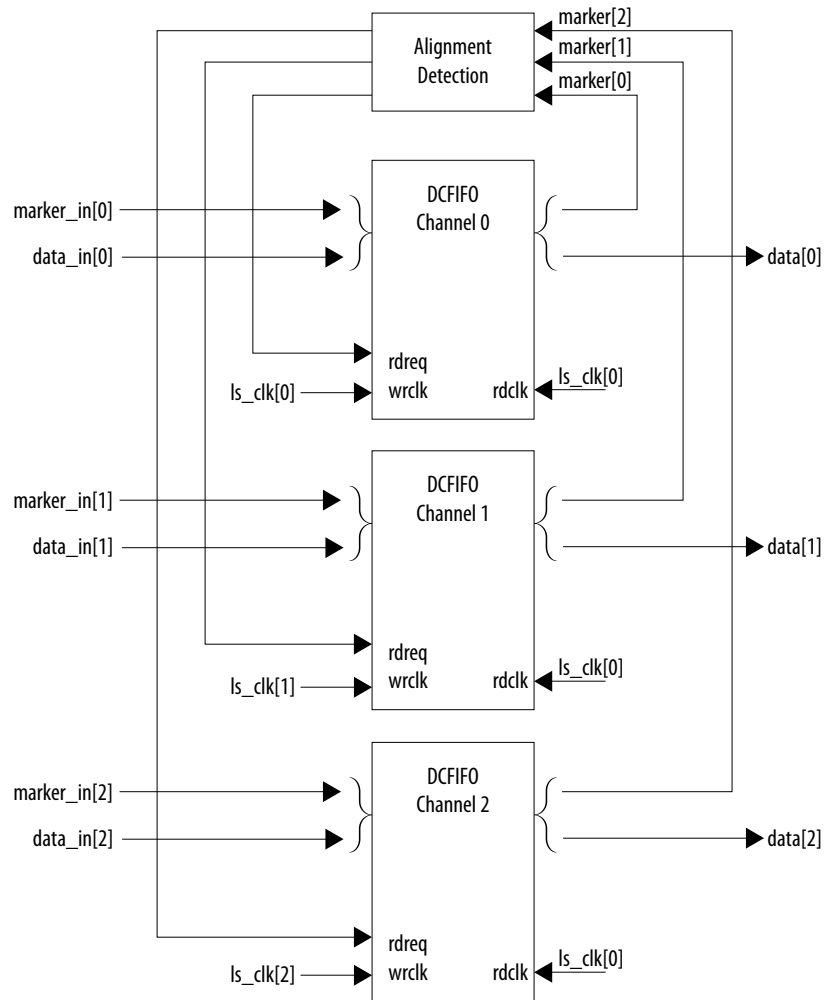 marker[2]
marker[1]
marker[0]
Alignment
Detection
DCFIFO
Channel 0
marker_in[0]
data_in[0]
data[0]
rdreq
ls_clk[0]
wrclk
rdclk
ls_clk[0]
DCFIFO
Channel 1
marker_in[1]
data_in[1]
data[1]
rdreq
ls_clk[1]
wrclk
rdclk
ls_clk[0]
DCFIFO
Channel 2
marker_in[2]
data_in[2]
data[2]
rdreq
ls_clk[2]
wrclk
rdclk
ls_clk[0]